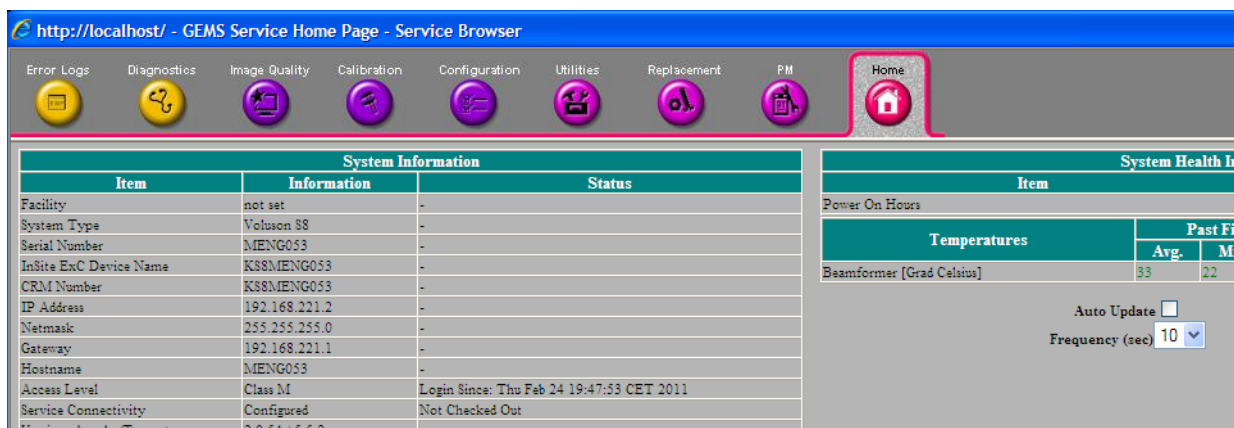 http://localhost/ - GEMS Service Home Page - Service Browser
Error Logs Diagnostics Image Quality Calibration Configuration Utilities Replacement PM Home
System Information
Item Information Status
Facility not set -
System Type Voluson S8 -
Serial Number MENG053 -
InSite ExC Device Name KS8MENG053 -
CRM Number KS8MENG053 -
IP Address 192.168.221.2 -
Netmask 255.255.255.0 -
Gateway 192.168.221.1 -
Hostname MENG053 -
Access Level Class M Login Since: Thu Feb 24 19:47:53 CET 2011
Service Connectivity Configured Not Checked Out
System Health In
Item
Power On Hours
Temperatures Past Fi
Avg. M
Beamformer [Grad Celsius] 33 22
Auto Update
Frequency (sec) 10